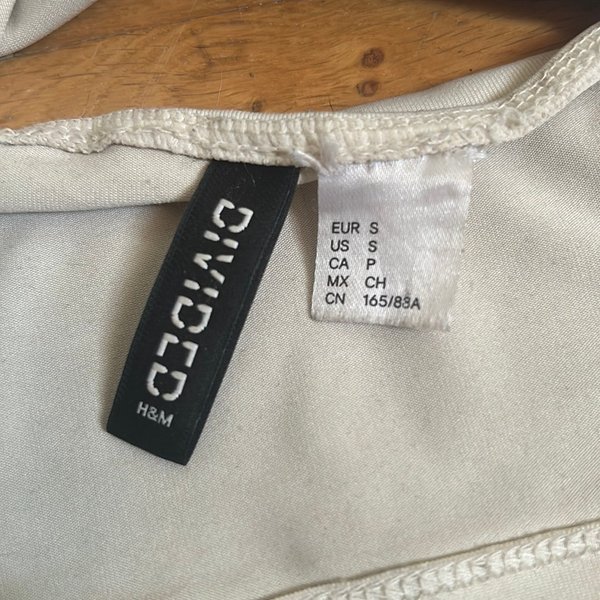 DIVIDED
H&M
EUR S
US S
CA P
MX CH
CN 165/88A